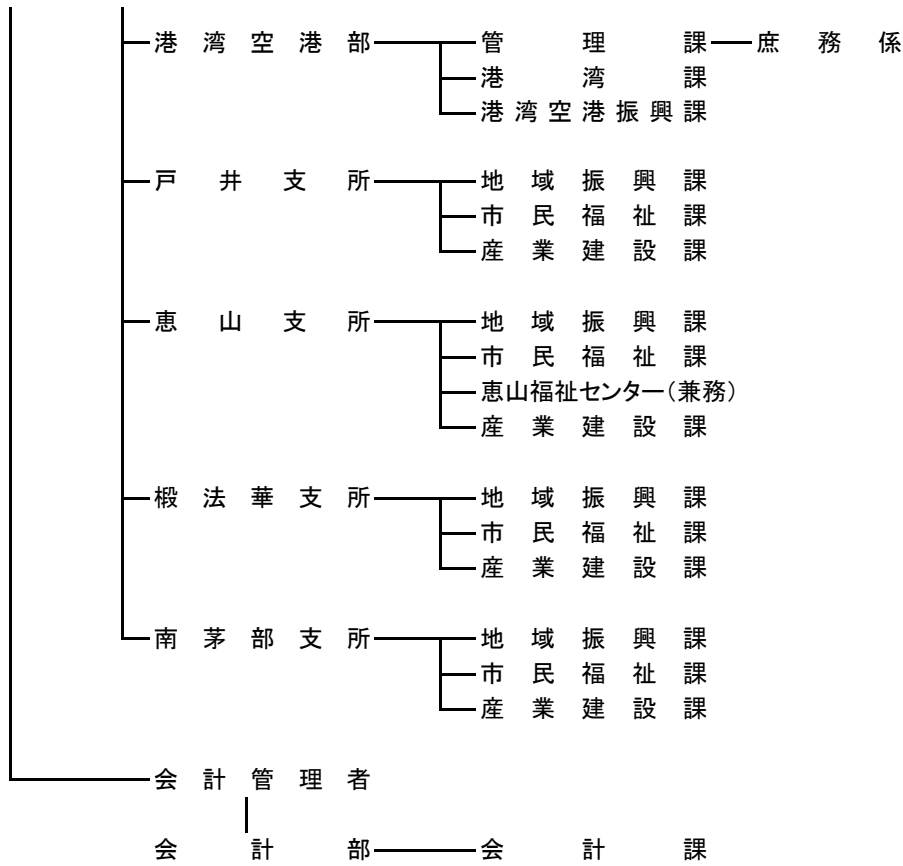 港湾空港部 管理課 庶務係
港湾課
港湾空港振興課
戸井支所 地域振興課
市民福祉課
産業建設課
恵山支所 地域振興課
市民福祉課
恵山福祉センター（兼務）
産業建設課
椴法華支所 地域振興課
市民福祉課
産業建設課
南茅部支所 地域振興課
市民福祉課
産業建設課
会計管理者
会計部 会計課